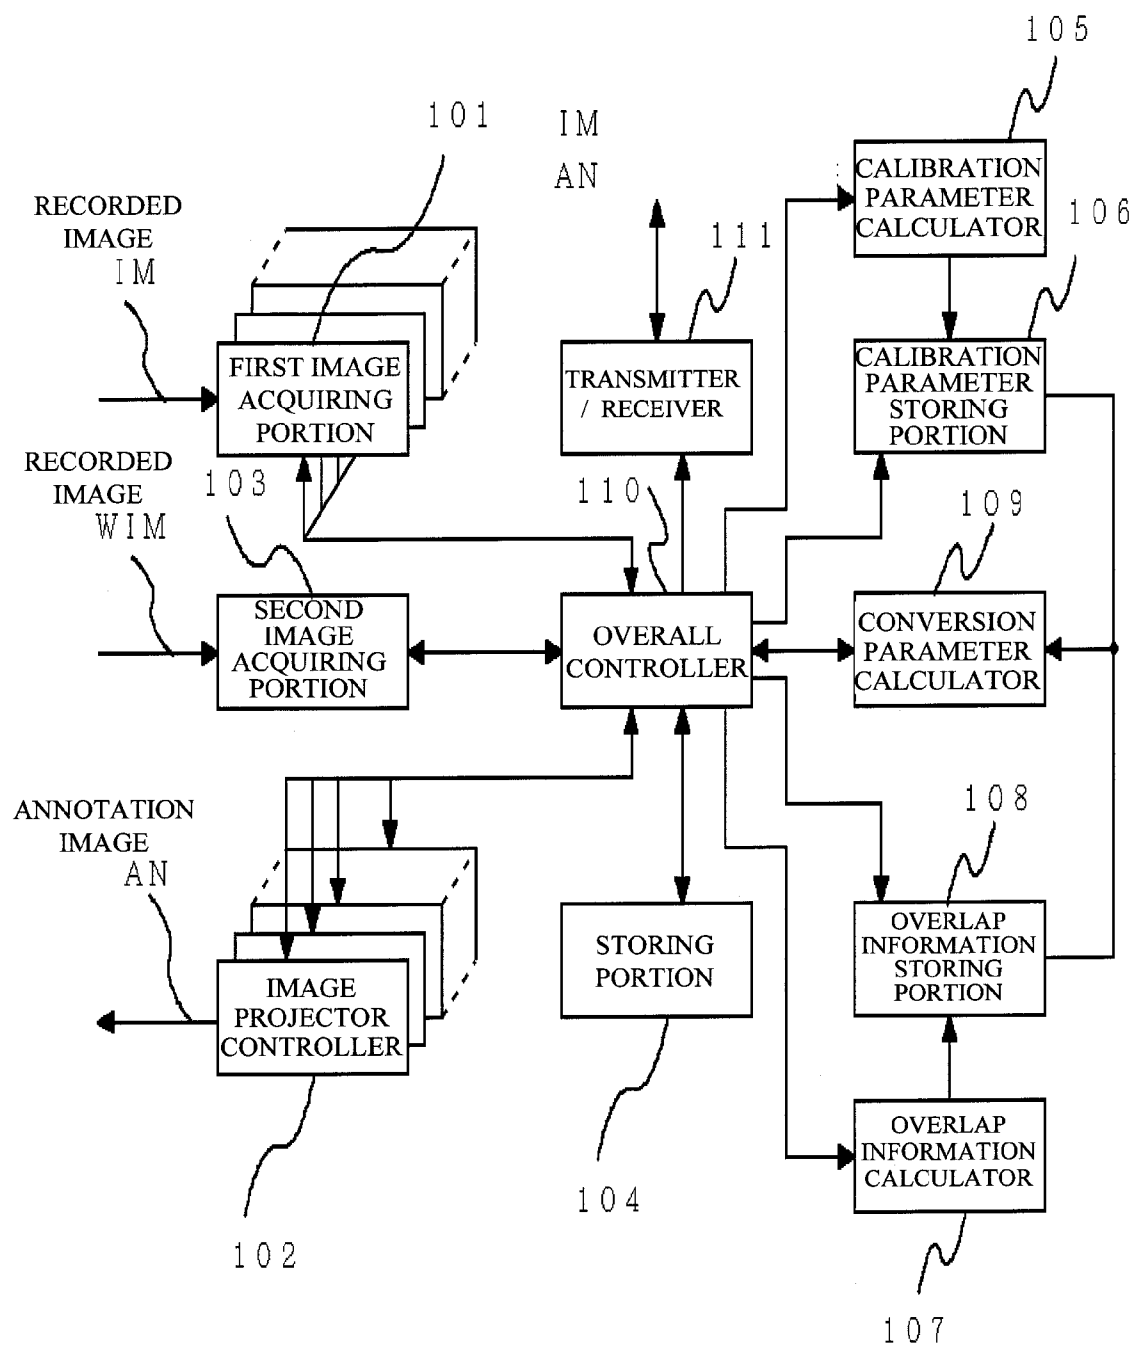 105
101
IM
AN
CALIBRATION
PARAMETER
CALCULATOR
106
RECORDED
IMAGE
IM
111
FIRST IMAGE
ACQUIRING
PORTION
TRANSMITTER
/ RECEIVER
CALIBRATION
PARAMETER
STORING
PORTION
RECORDED
IMAGE
WIM
103
110
109
SECOND
IMAGE
ACQUIRING
PORTION
OVERALL
CONTROLLER
CONVERSION
PARAMETER
CALCULATOR
ANNOTATION
IMAGE
AN
108
IMAGE
PROJECTOR
CONTROLLER
STORING
PORTION
OVERLAP
INFORMATION
STORING
PORTION
OVERLAP
INFORMATION
CALCULATOR
102
104
107